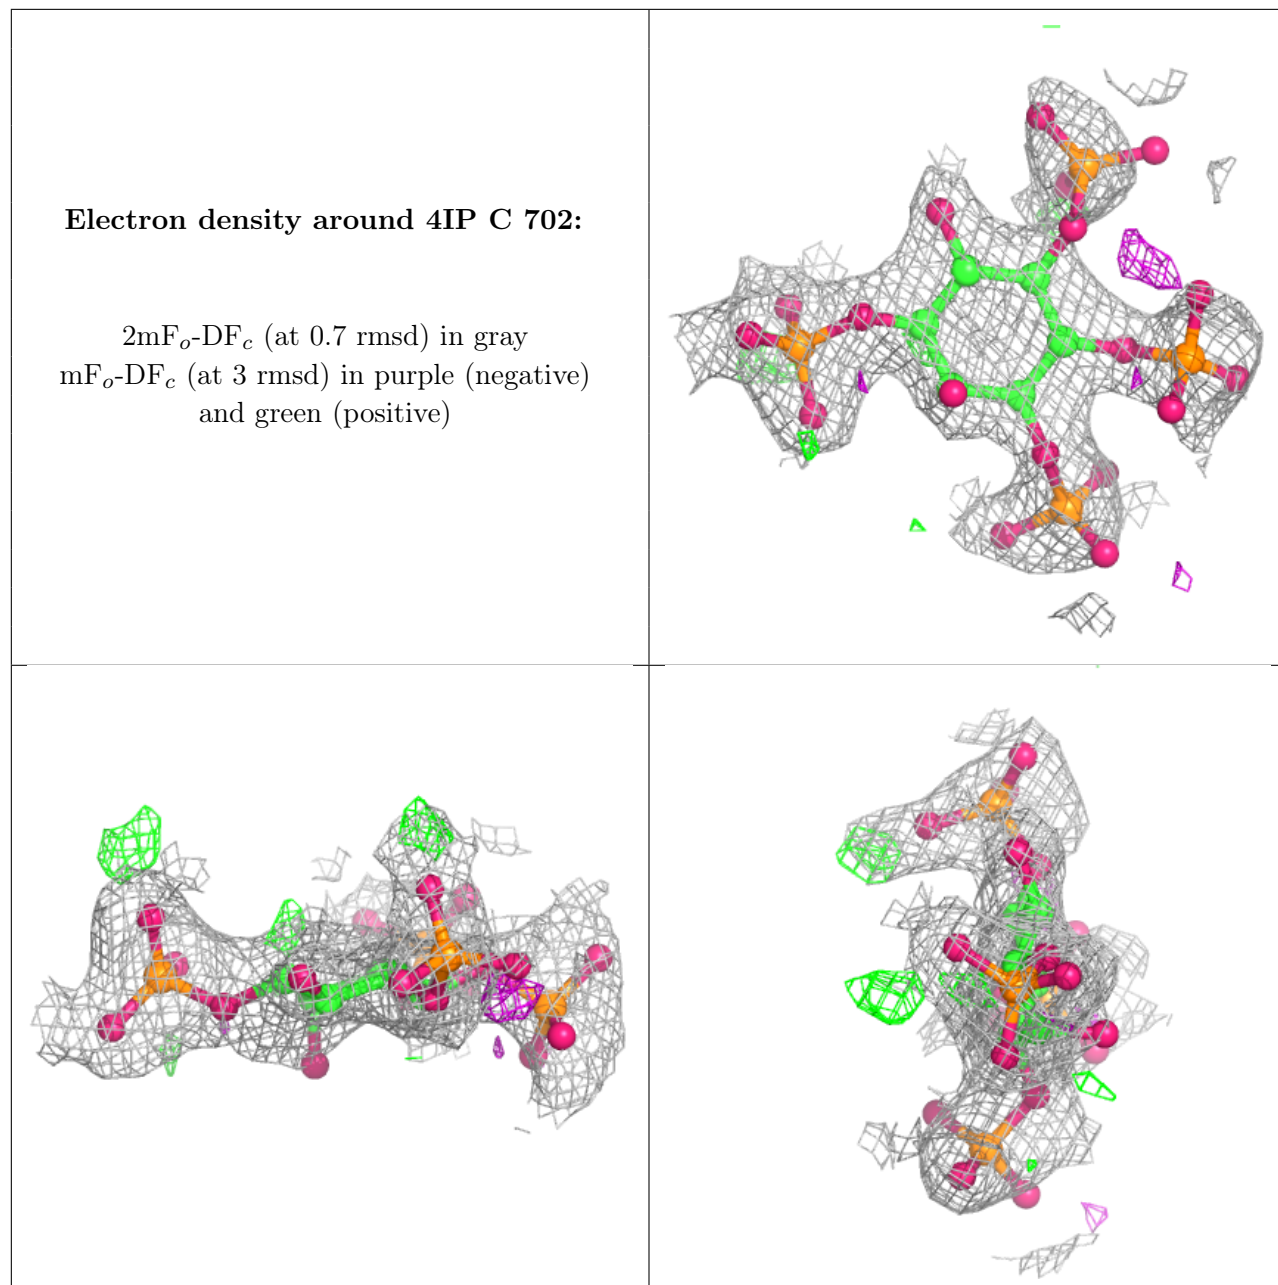 Electron density around 4IP C 702:
2mFo-DFc (at 0.7 rmsd) in gray
mFo-DFc (at 3 rmsd) in purple (negative)
and green (positive)